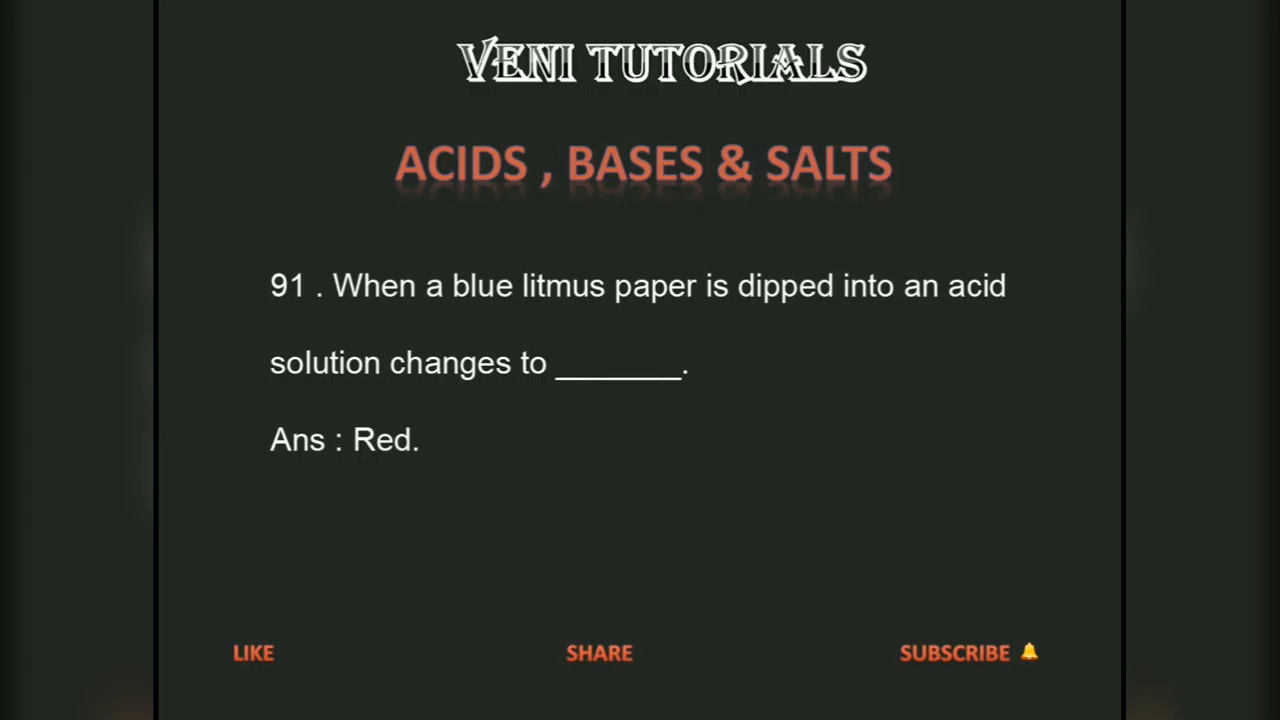 VENI TUTORIALS
ACIDS , BASES & SALTS
91 . When a blue litmus paper is dipped into an acid
solution changes to _______.
Ans : Red.
LIKE SHARE SUBSCRIBE